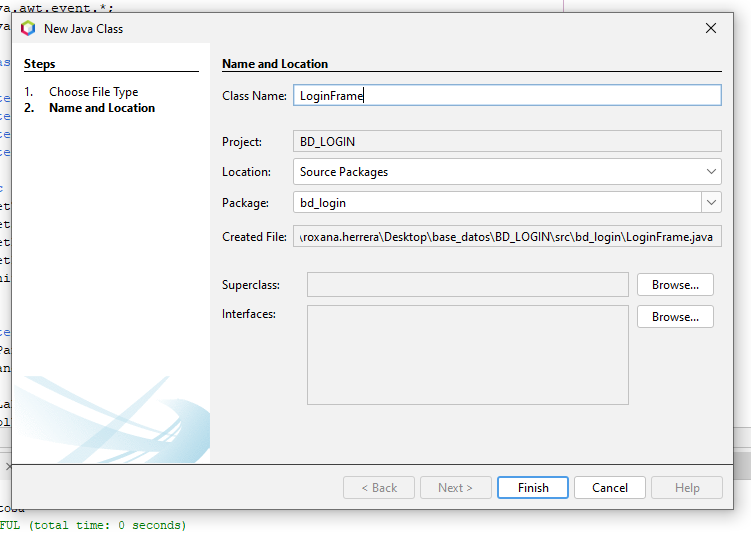 va.awt.event.*;
New Java Class
Steps
1. Choose File Type
2. Name and Location
Name and Location
Class Name: LoginFrame
Project: BD_LOGIN
Location: Source Packages
Package: bd_login
Created File: \roxana.herrera\Desktop\base_datos\BD_LOGIN\src\bd_login\LoginFrame.java
Superclass: Browse...
Interfaces: Browse...
< Back Next > Finish Cancel Help
FUL (total time: 0 seconds)